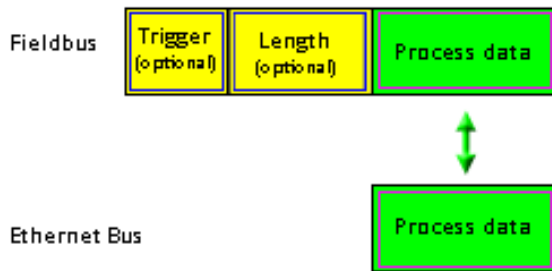 Fieldbus
Trigger
(optional)
Length
(optional)
Process data
Ethernet Bus
Process data